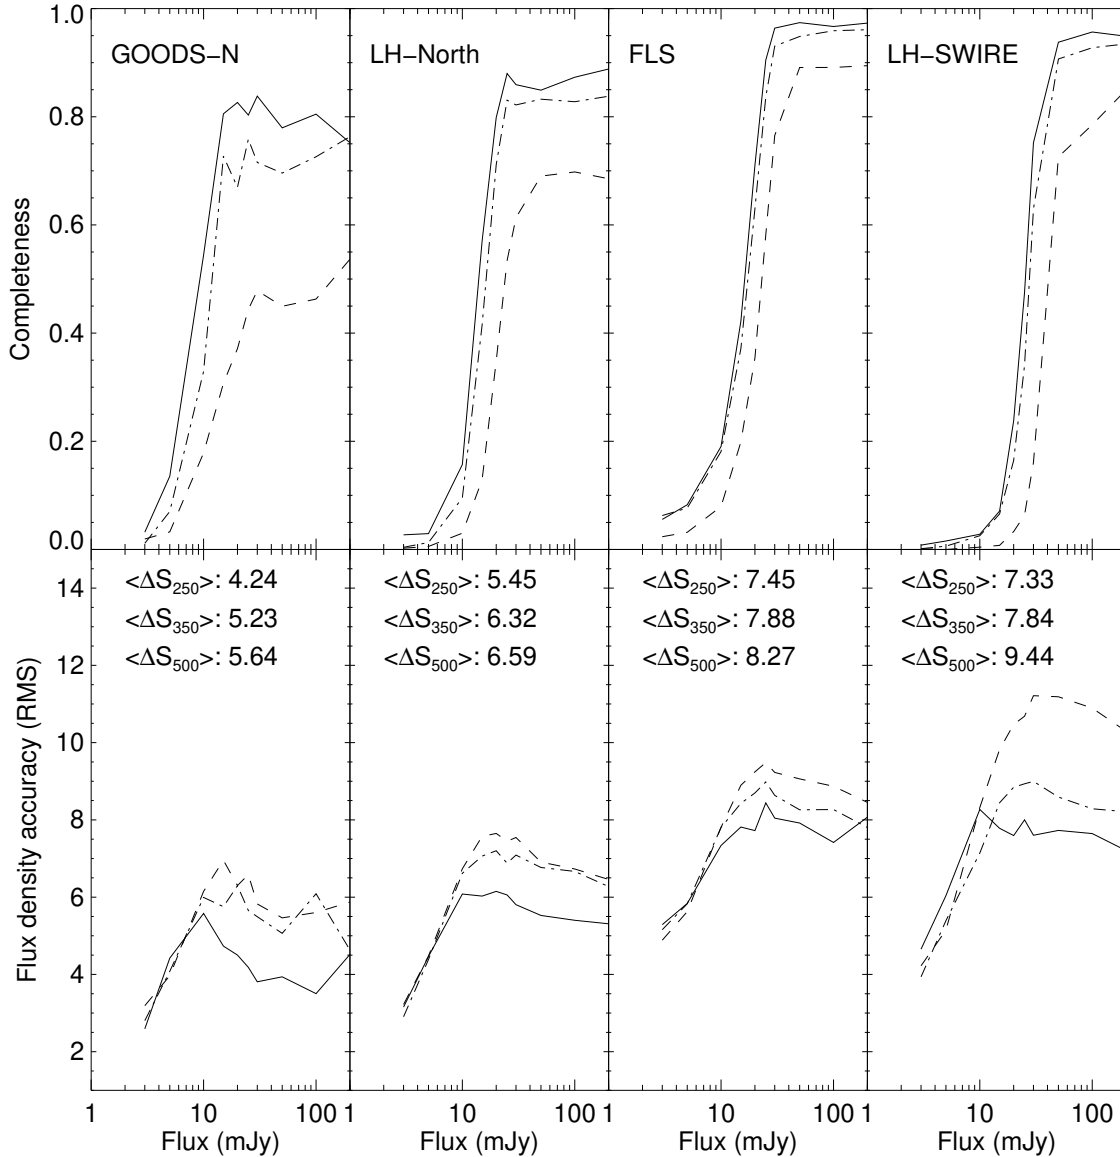 GOODS−N LH−North FLS LH−SWIRE
1.0
0.8
0.6
0.4
0.2
0.0
Completeness
<ΔS250>: 4.24 <ΔS250>: 5.45 <ΔS250>: 7.45 <ΔS250>: 7.33
<ΔS350>: 5.23 <ΔS350>: 6.32 <ΔS350>: 7.88 <ΔS350>: 7.84
<ΔS500>: 5.64 <ΔS500>: 6.59 <ΔS500>: 8.27 <ΔS500>: 9.44
14
12
10
8
6
4
2
Flux density accuracy (RMS)
1 10 100 1 10 100 1 10 100 1 10 100
Flux (mJy) Flux (mJy) Flux (mJy) Flux (mJy)